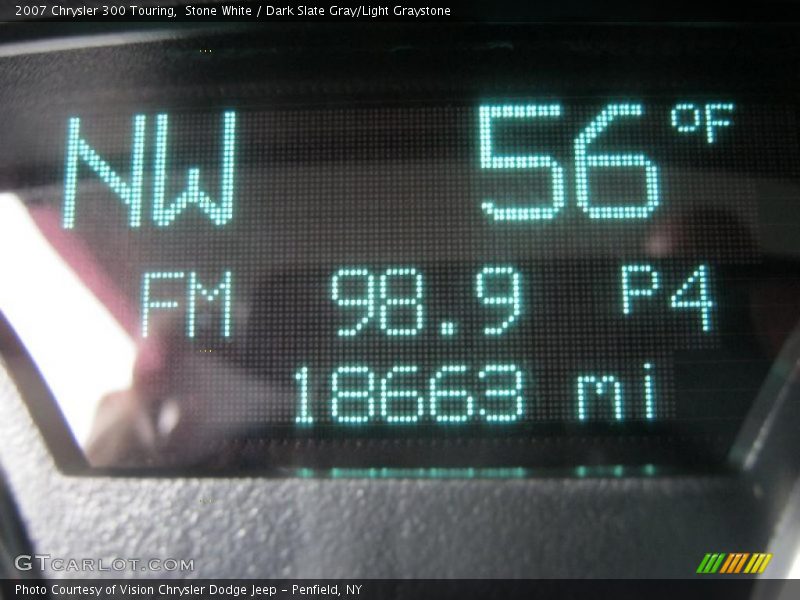 2007 Chrysler 300 Touring,  Stone White / Dark Slate Gray/Light Graystone
NW 56 °F
FM 98.9 P4
18663 mi
GTCARLOT.COM
Photo Courtesy of Vision Chrysler Dodge Jeep - Penfield, NY